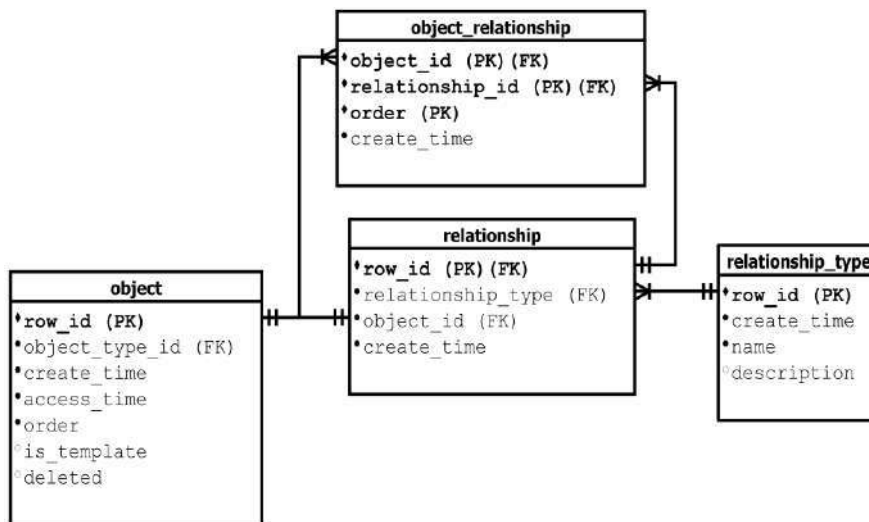 object_relationship
object_id (PK)(FK)
relationship_id (PK)(FK)
order (PK)
create_time
relationship
row_id (PK)(FK)
relationship_type (FK)
object_id (FK)
create_time
relationship_type
row_id (PK)
create_time
name
description
object
row_id (PK)
object_type_id (FK)
create_time
access_time
order
is_template
deleted